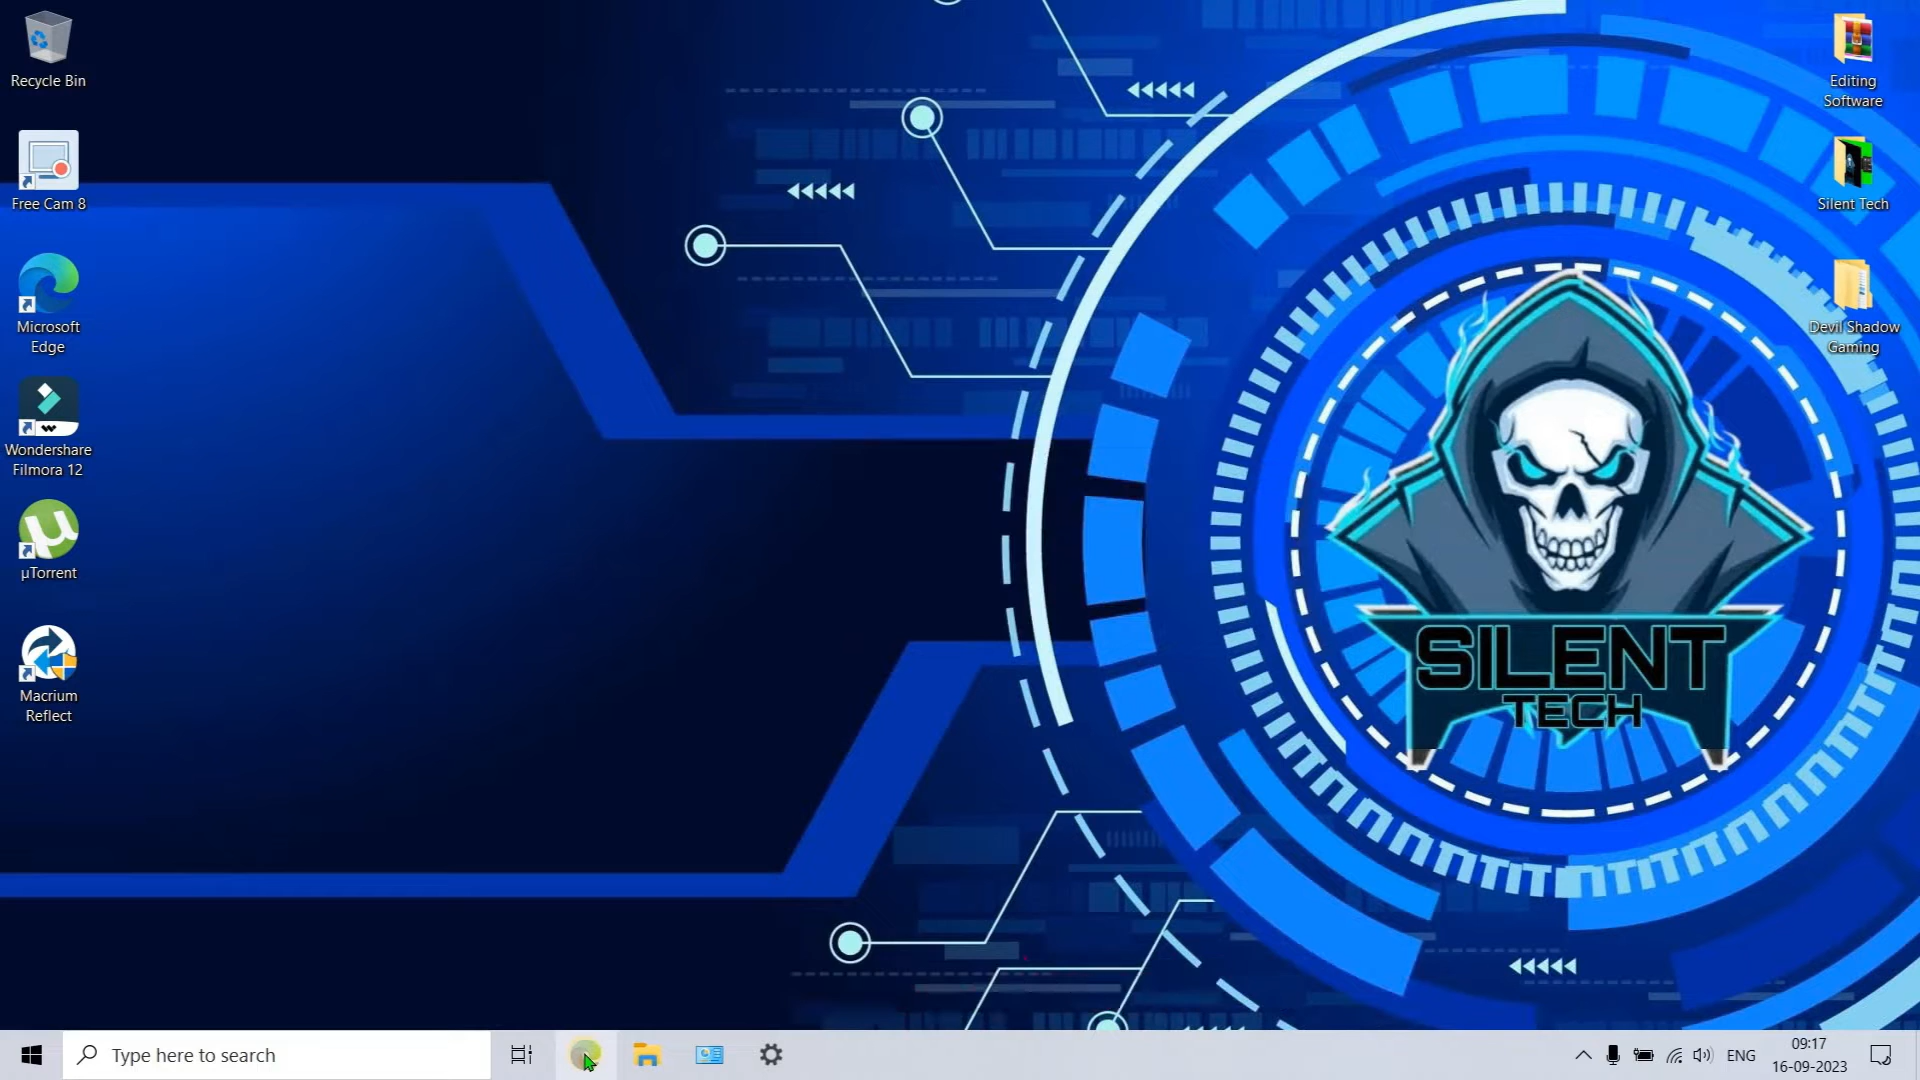 Recycle Bin
Free Cam 8
Microsoft
Edge
Wondershare
Filmora 12
µTorrent
Macrium
Reflect
Editing
Software
Silent Tech
Devil Shadow
Gaming
SILENT
TECH
Type here to search
ENG
09:17
16-09-2023